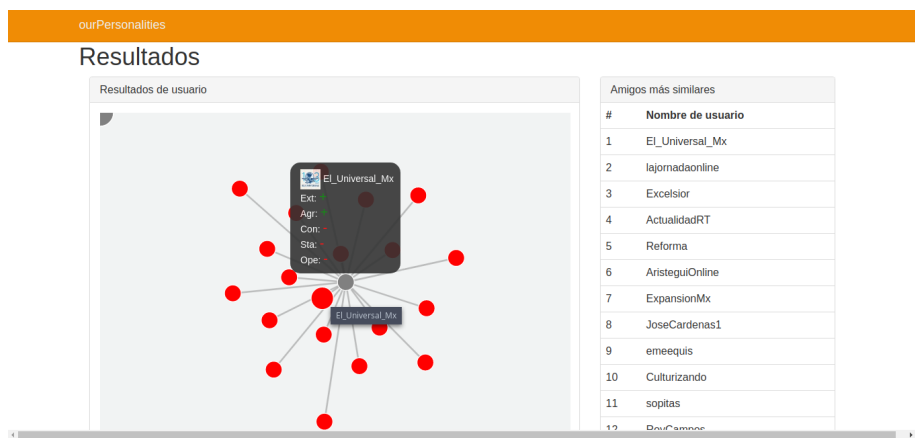 ourPersonalities
Resultados
Resultados de usuario
El_Universal_Mx
Ext: +
Agr: +
Con: -
Sta: -
Ope: -
El_Universal_Mx
Amigos más similares
# Nombre de usuario
1 El_Universal_Mx
2 lajornadaonline
3 Excelsior
4 ActualidadRT
5 Reforma
6 AristeguiOnline
7 ExpansionMx
8 JoseCardenas1
9 emeequis
10 Culturizando
11 sopitas
12 RoyCampos